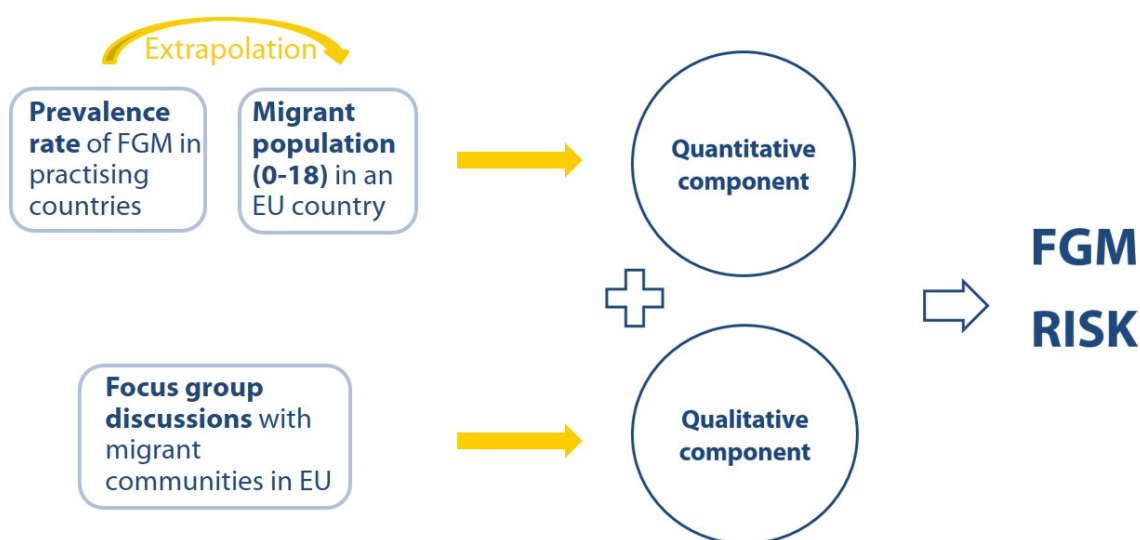 Extrapolation
Prevalence
rate of FGM in
practising
countries
Migrant
population
(0-18) in an
EU country
Quantitative
component
FGM
RISK
Focus group
discussions with
migrant
communities in EU
Qualitative
component